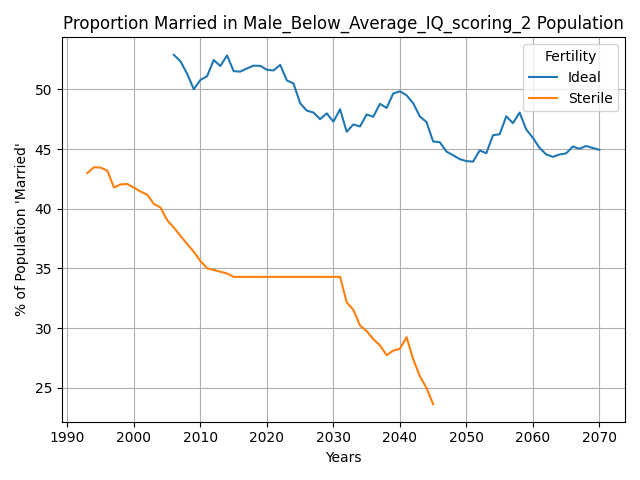 Proportion Married in Male_Below_Average_IQ_scoring_2 Population
Fertility
Ideal
Sterile
% of Population 'Married'
50
45
40
35
30
25
1990
2000
2010
2020
2030
2040
2050
2060
2070
Years